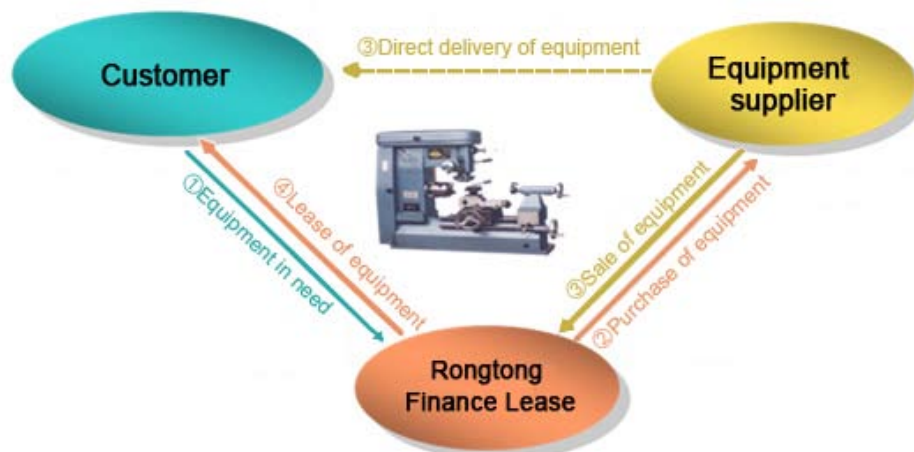 ③Direct delivery of equipment
Customer
Equipment
supplier
①Equipment in need
④Lease of equipment
③Sale of equipment
②Purchase of equipment
Rongtong
Finance Lease